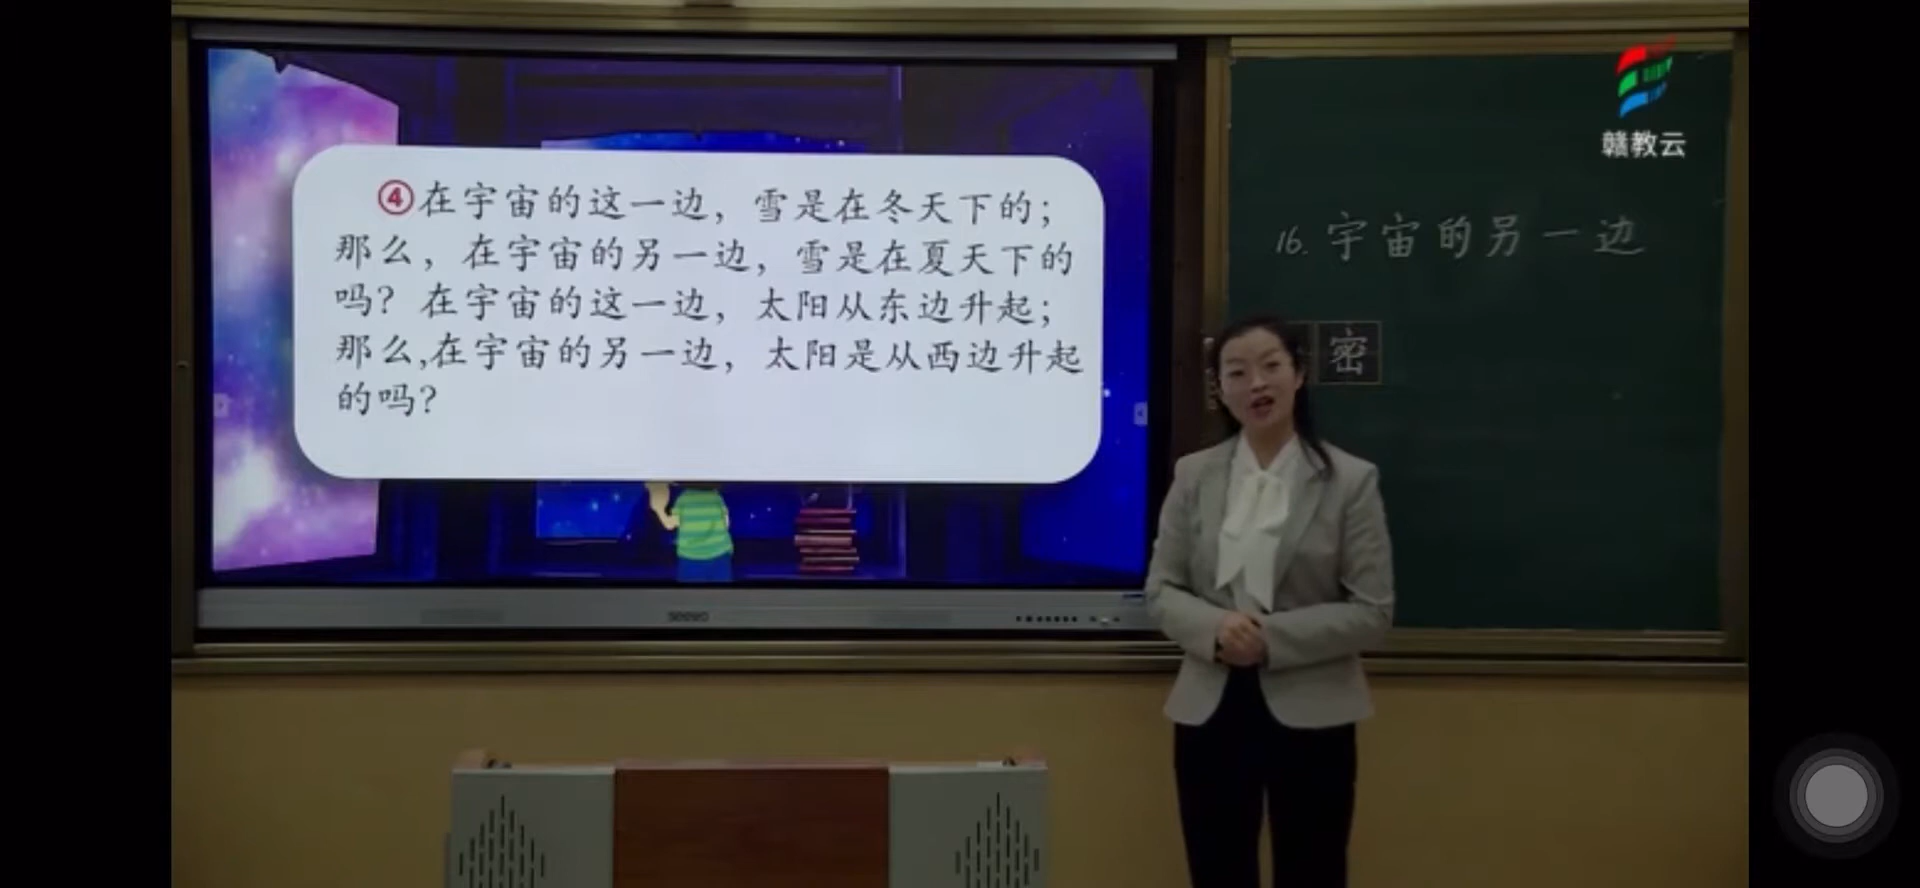 ④在宇宙的这一边，雪是在冬天下的；
那么，在宇宙的另一边，雪是在夏天下的
吗？在宇宙的这一边，太阳从东边升起；
那么,在宇宙的另一边，太阳是从西边升起
的吗？
赣教云
16.宇宙的另一边
密
seewo